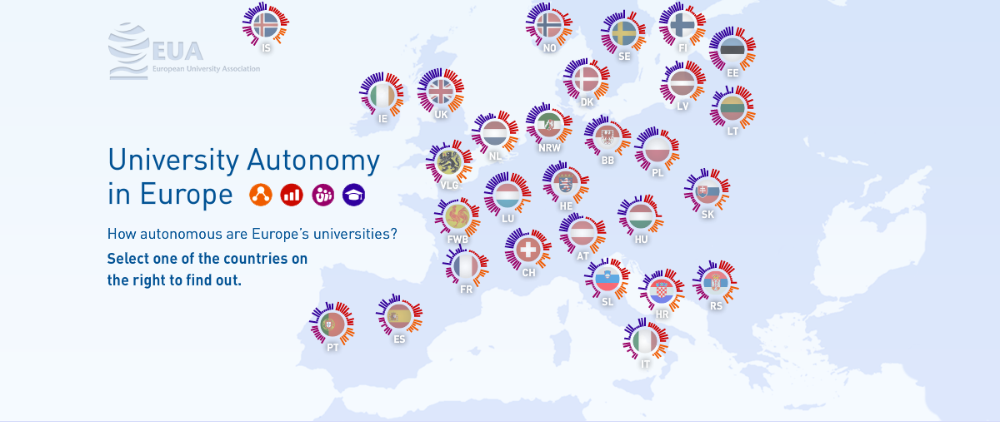 IS
NO
SE
FI
EE
EUA
European University Association
IE
UK
DK
LV
LT
NL
NRW
BB
PL
University Autonomy
in Europe
VLG
LU
HE
SK
How autonomous are Europe's universities?
FWB
HU
Select one of the countries on
the right to find out.
CH
AT
FR
SL
HR
RS
PT
ES
IT